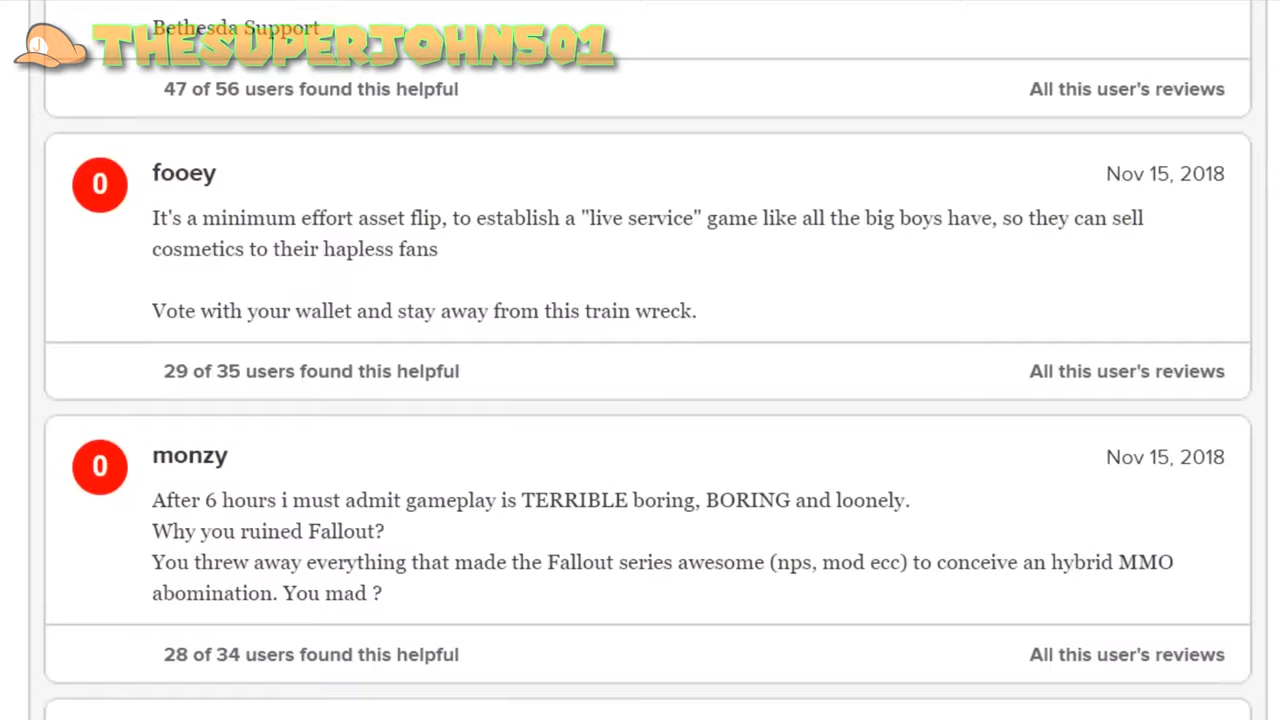 Bethesda Support
J THESUPERJOHN501
47 of 56 users found this helpful All this user's reviews
0 fooey Nov 15, 2018
It's a minimum effort asset flip, to establish a "live service" game like all the big boys have, so they can sell
cosmetics to their hapless fans
Vote with your wallet and stay away from this train wreck.
29 of 35 users found this helpful All this user's reviews
0 monzy Nov 15, 2018
After 6 hours i must admit gameplay is TERRIBLE boring, BORING and loonely.
Why you ruined Fallout?
You threw away everything that made the Fallout series awesome (nps, mod ecc) to conceive an hybrid MMO
abomination. You mad ?
28 of 34 users found this helpful All this user's reviews